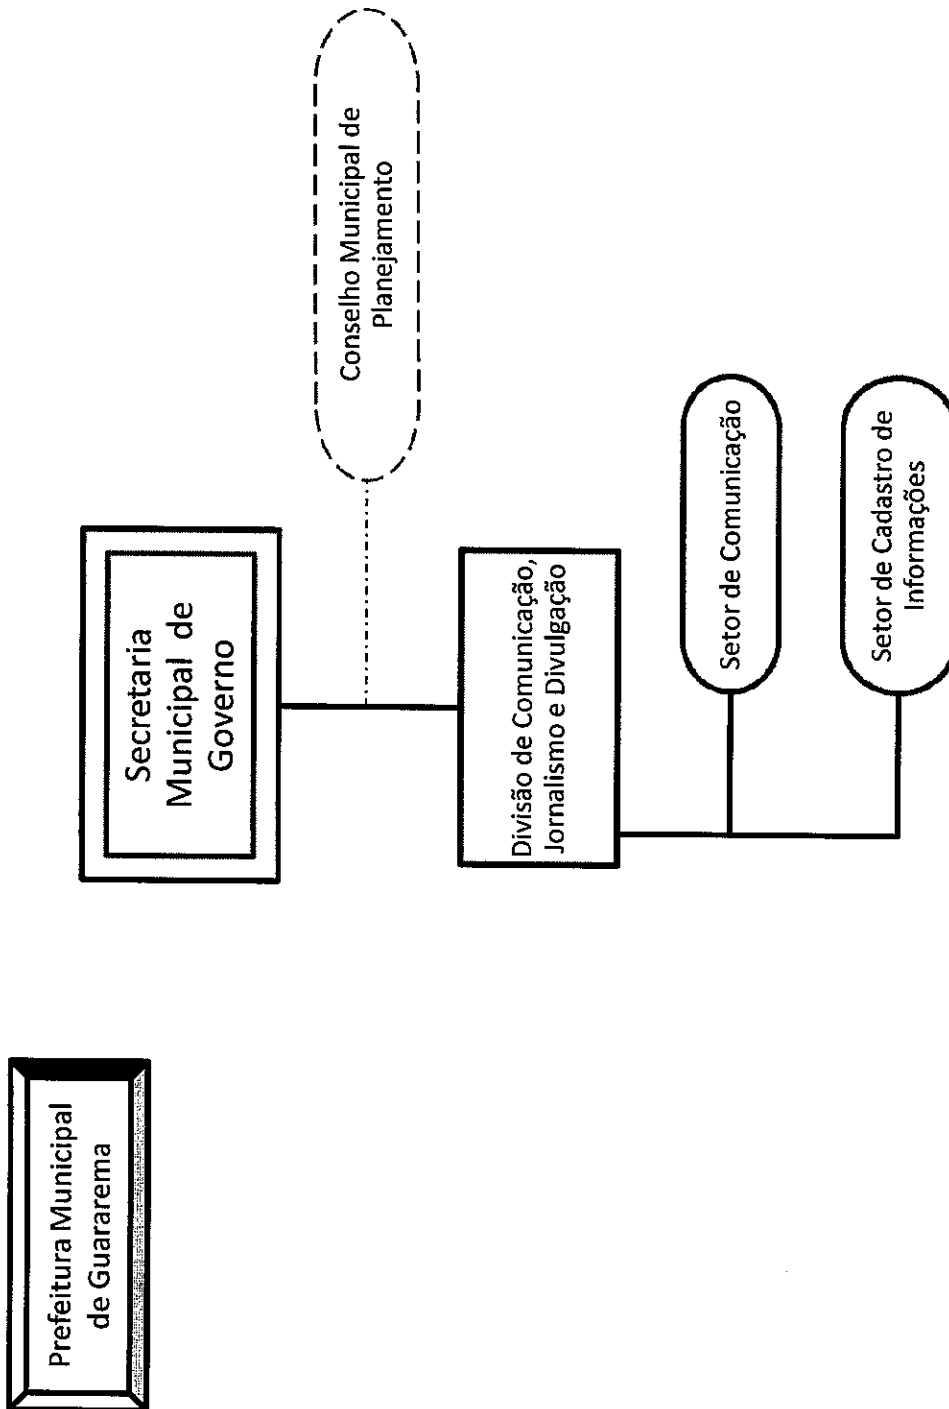 Prefeitura Municipal
de Guararema
Secretaria
Municipal de
Governo
Conselho Municipal de
Planejamento
Divisão de Comunicação,
Jornalismo e Divulgação
Setor de Comunicação
Setor de Cadastro de
Informações